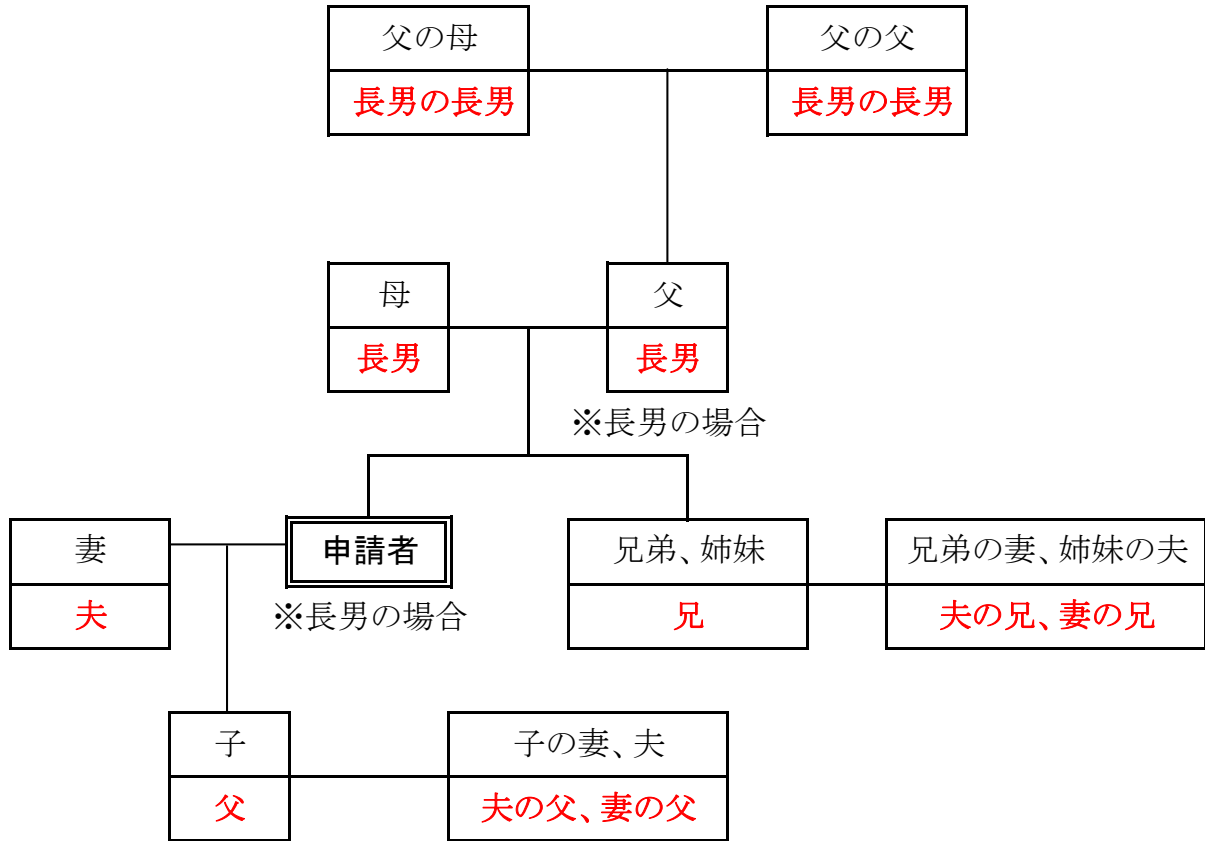 父の母
父の父
長男の長男
長男の長男
母
父
長男
長男
※長男の場合
妻
申請者
兄弟、姉妹
兄弟の妻、姉妹の夫
夫
※長男の場合
兄
夫の兄、妻の兄
子
子の妻、夫
父
夫の父、妻の父